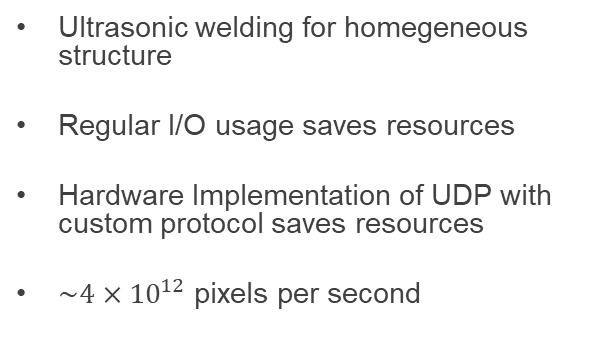 • Ultrasonic welding for homegeneous
structure
• Regular I/O usage saves resources
• Hardware Implementation of UDP with
custom protocol saves resources
• ~4 × 10¹² pixels per second